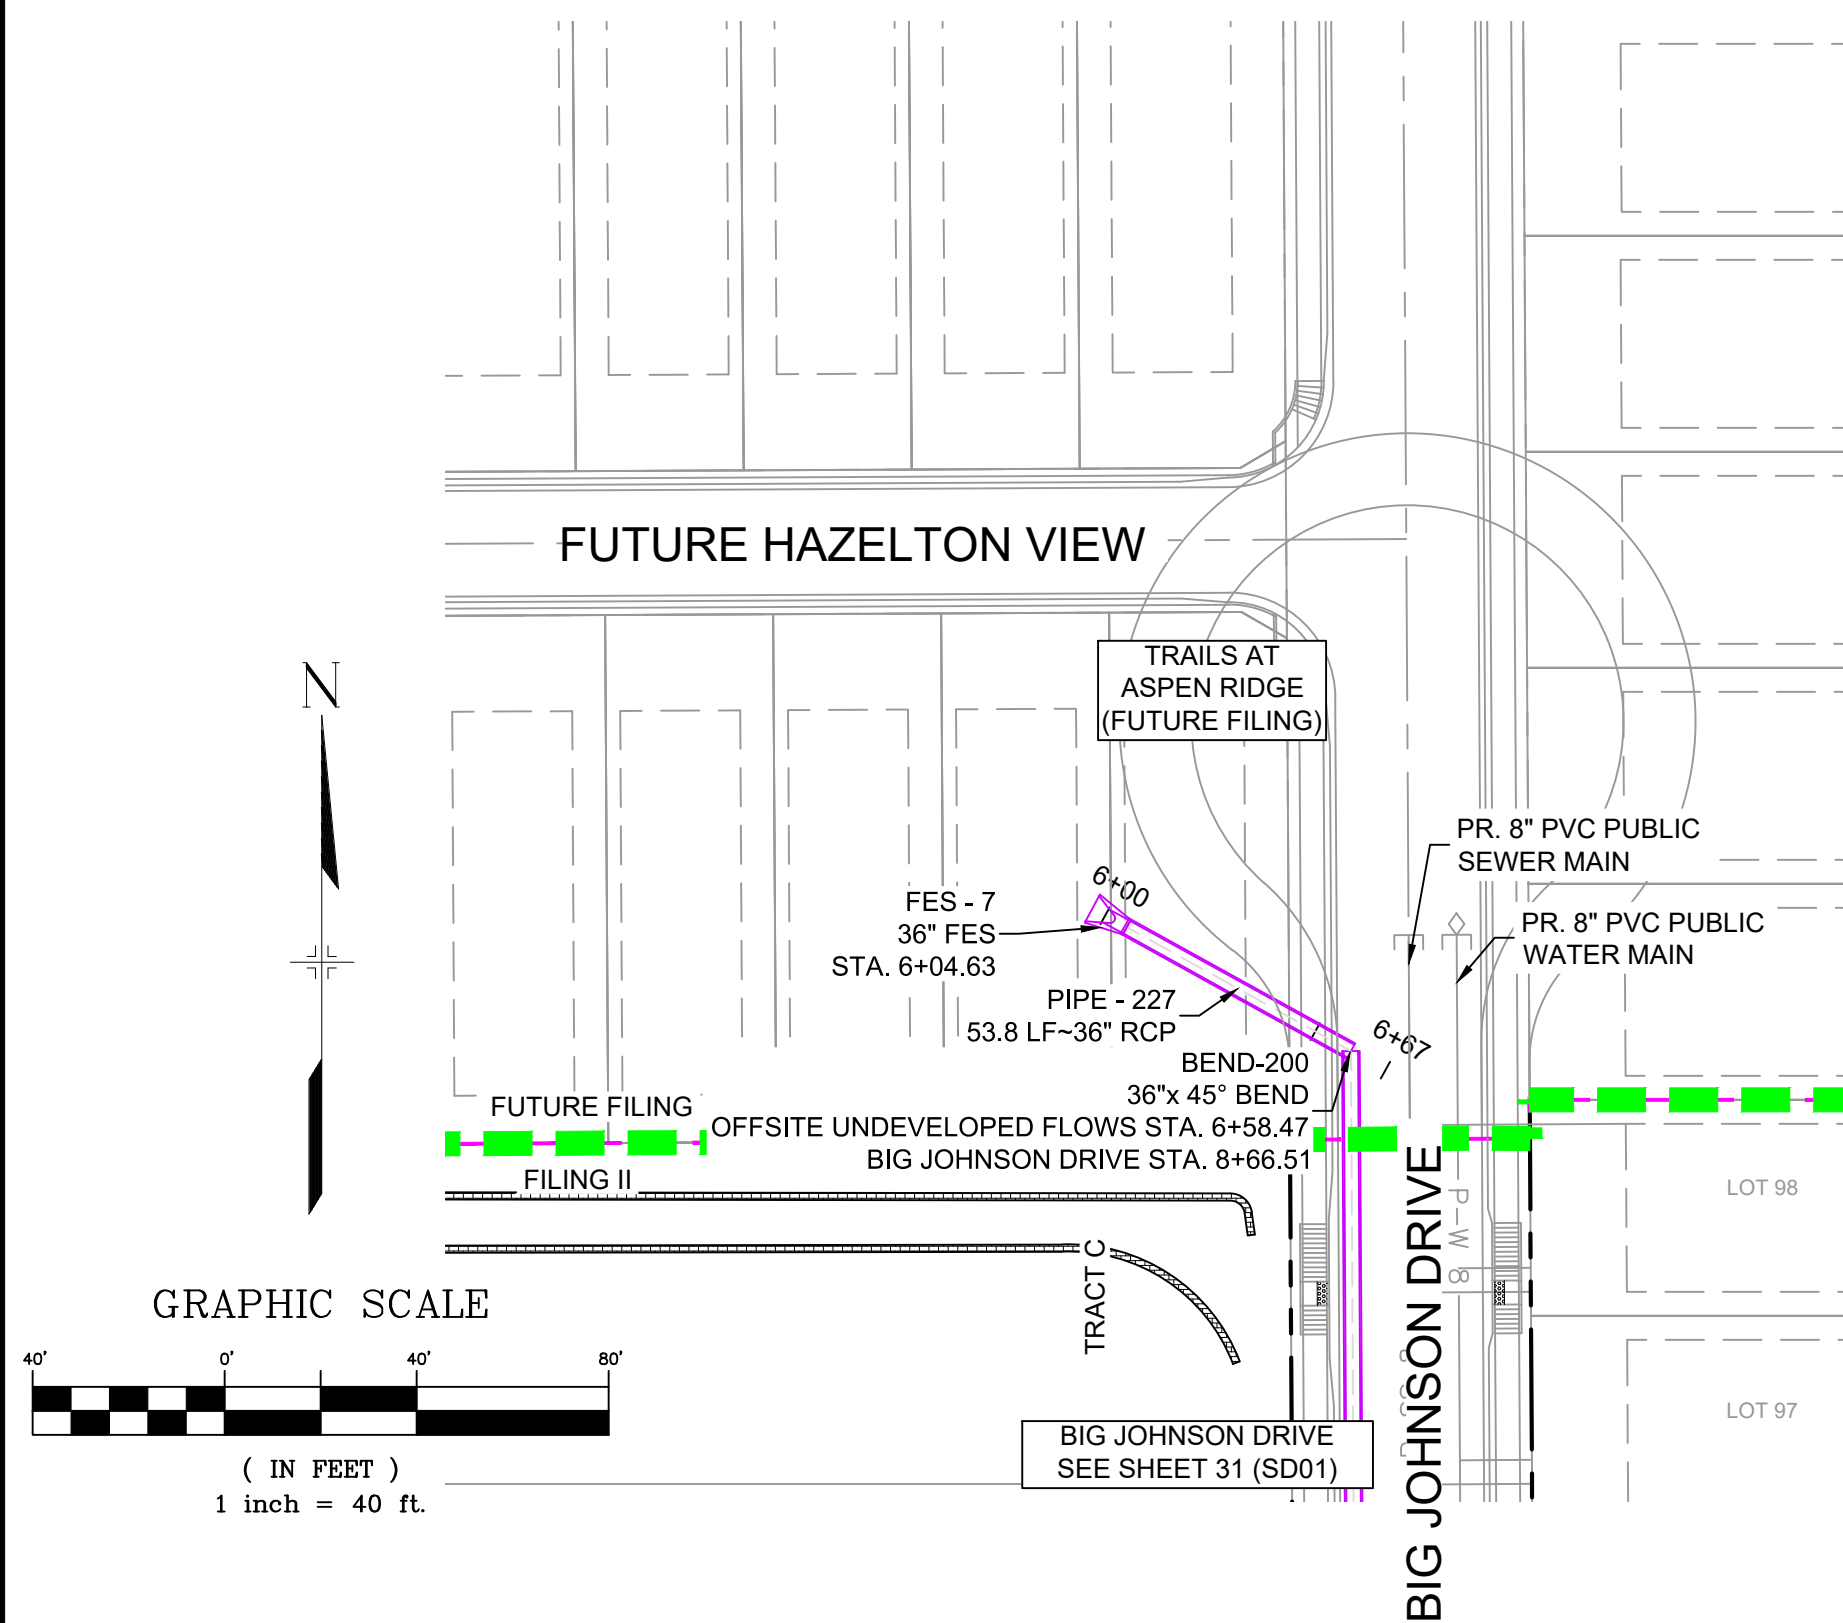 FUTURE HAZELTON VIEW
TRAILS AT
ASPEN RIDGE
(FUTURE FILING)
N
PR. 8" PVC PUBLIC
SEWER MAIN
PR. 8" PVC PUBLIC
WATER MAIN
6+00
FES - 7
36" FES
STA. 6+04.63
PIPE - 227
53.8 LF~36" RCP
6+67
BEND-200
36"x 45° BEND
OFFSITE UNDEVELOPED FLOWS STA. 6+58.47
BIG JOHNSON DRIVE STA. 8+66.51
FUTURE FILING
FILING II
LOT 98
P-W 8
TRACT C
BIG JOHNSON DRIVE
LOT 97
GRAPHIC SCALE
40' 0' 40' 80'
( IN FEET )
1 inch = 40 ft.
BIG JOHNSON DRIVE
SEE SHEET 31 (SD01)